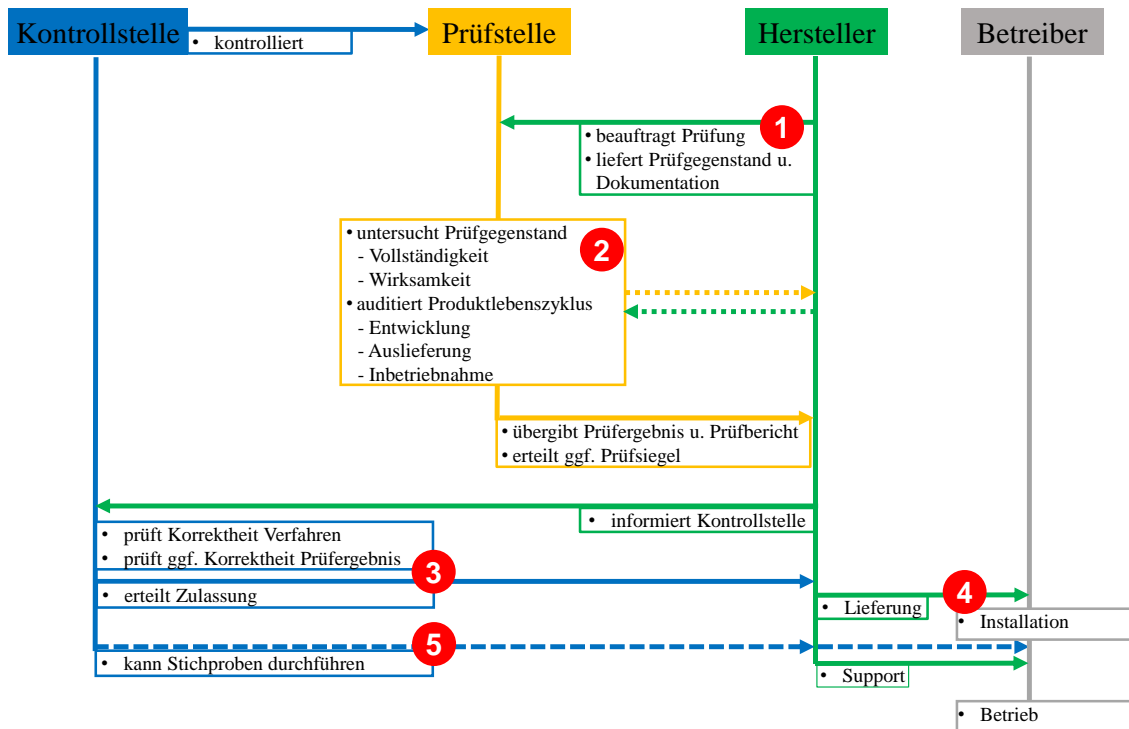 Kontrollstelle
Prüfstelle
Hersteller
Betreiber
• kontrolliert
1
• beauftragt Prüfung
• liefert Prüfgegenstand u.
Dokumentation
2
• untersucht Prüfgegenstand
- Vollständigkeit
- Wirksamkeit
• auditiert Produktlebenszyklus
- Entwicklung
- Auslieferung
- Inbetriebnahme
• übergibt Prüfergebnis u. Prüfbericht
• erteilt ggf. Prüfsiegel
• informiert Kontrollstelle
• prüft Korrektheit Verfahren
• prüft ggf. Korrektheit Prüfergebnis
3
• erteilt Zulassung
4
• Lieferung
• Installation
5
• kann Stichproben durchführen
• Support
• Betrieb